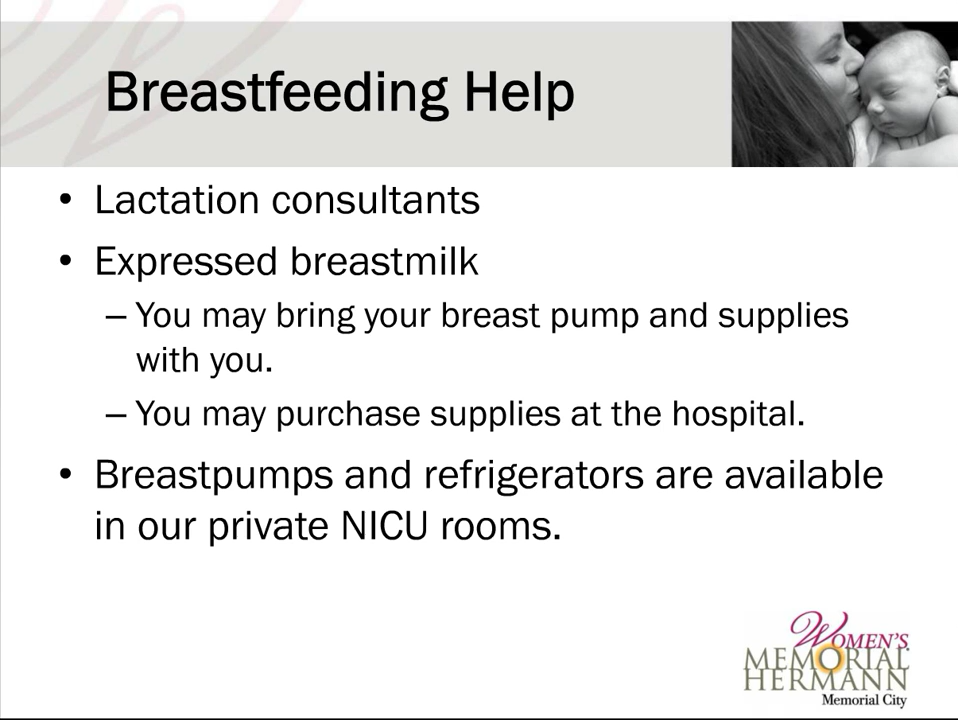 Breastfeeding Help
• Lactation consultants
• Expressed breastmilk
– You may bring your breast pump and supplies
with you.
– You may purchase supplies at the hospital.
• Breastpumps and refrigerators are available
in our private NICU rooms.
WOMEN'S
MEMORIAL
HERMANN
Memorial City